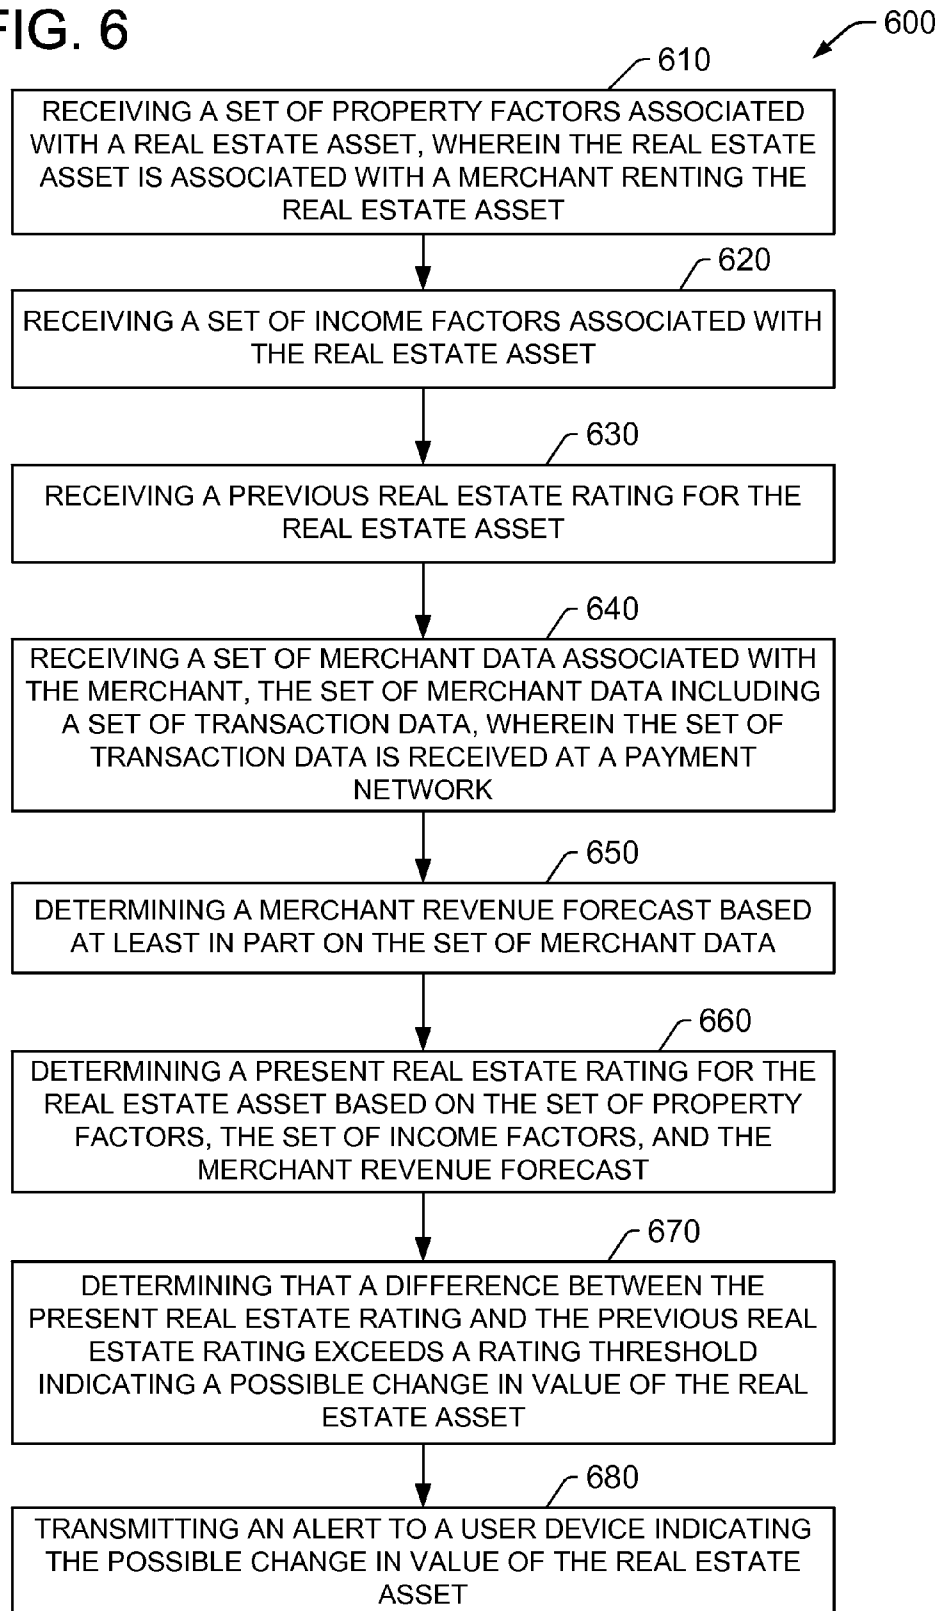 FIG. 6
600
610
RECEIVING A SET OF PROPERTY FACTORS ASSOCIATED
WITH A REAL ESTATE ASSET, WHEREIN THE REAL ESTATE
ASSET IS ASSOCIATED WITH A MERCHANT RENTING THE
REAL ESTATE ASSET
620
RECEIVING A SET OF INCOME FACTORS ASSOCIATED WITH
THE REAL ESTATE ASSET
630
RECEIVING A PREVIOUS REAL ESTATE RATING FOR THE
REAL ESTATE ASSET
640
RECEIVING A SET OF MERCHANT DATA ASSOCIATED WITH
THE MERCHANT, THE SET OF MERCHANT DATA INCLUDING
A SET OF TRANSACTION DATA, WHEREIN THE SET OF
TRANSACTION DATA IS RECEIVED AT A PAYMENT
NETWORK
650
DETERMINING A MERCHANT REVENUE FORECAST BASED
AT LEAST IN PART ON THE SET OF MERCHANT DATA
660
DETERMINING A PRESENT REAL ESTATE RATING FOR THE
REAL ESTATE ASSET BASED ON THE SET OF PROPERTY
FACTORS, THE SET OF INCOME FACTORS, AND THE
MERCHANT REVENUE FORECAST
670
DETERMINING THAT A DIFFERENCE BETWEEN THE
PRESENT REAL ESTATE RATING AND THE PREVIOUS REAL
ESTATE RATING EXCEEDS A RATING THRESHOLD
INDICATING A POSSIBLE CHANGE IN VALUE OF THE REAL
ESTATE ASSET
680
TRANSMITTING AN ALERT TO A USER DEVICE INDICATING
THE POSSIBLE CHANGE IN VALUE OF THE REAL ESTATE
ASSET